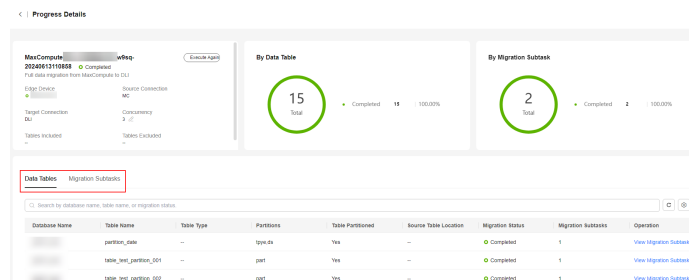 Progress Details
MaxCompute w9sq-
20240613110858 Completed
Execute Again
Full data migration from MaxCompute to DLI
Edge Device Source Connection
MC
Target Connection Concurrency
DLI 3
Tables Included Tables Excluded
-- --
By Data Table
15
Total
Completed 15 100.00%
By Migration Subtask
2
Total
Completed 2 100.00%
Data Tables Migration Subtasks
Search by database name, table name, or migration status
Database Name Table Name Table Type Partitions Table Partitioned Source Table Location Migration Status Migration Subtasks Operation
partition_date -- tpye,ds Yes -- Completed 1 View Migration Subtask
table_test_partition_001 -- part Yes -- Completed 1 View Migration Subtask
table_test_partition_002 -- part Yes -- Completed 1 View Migration Subtask